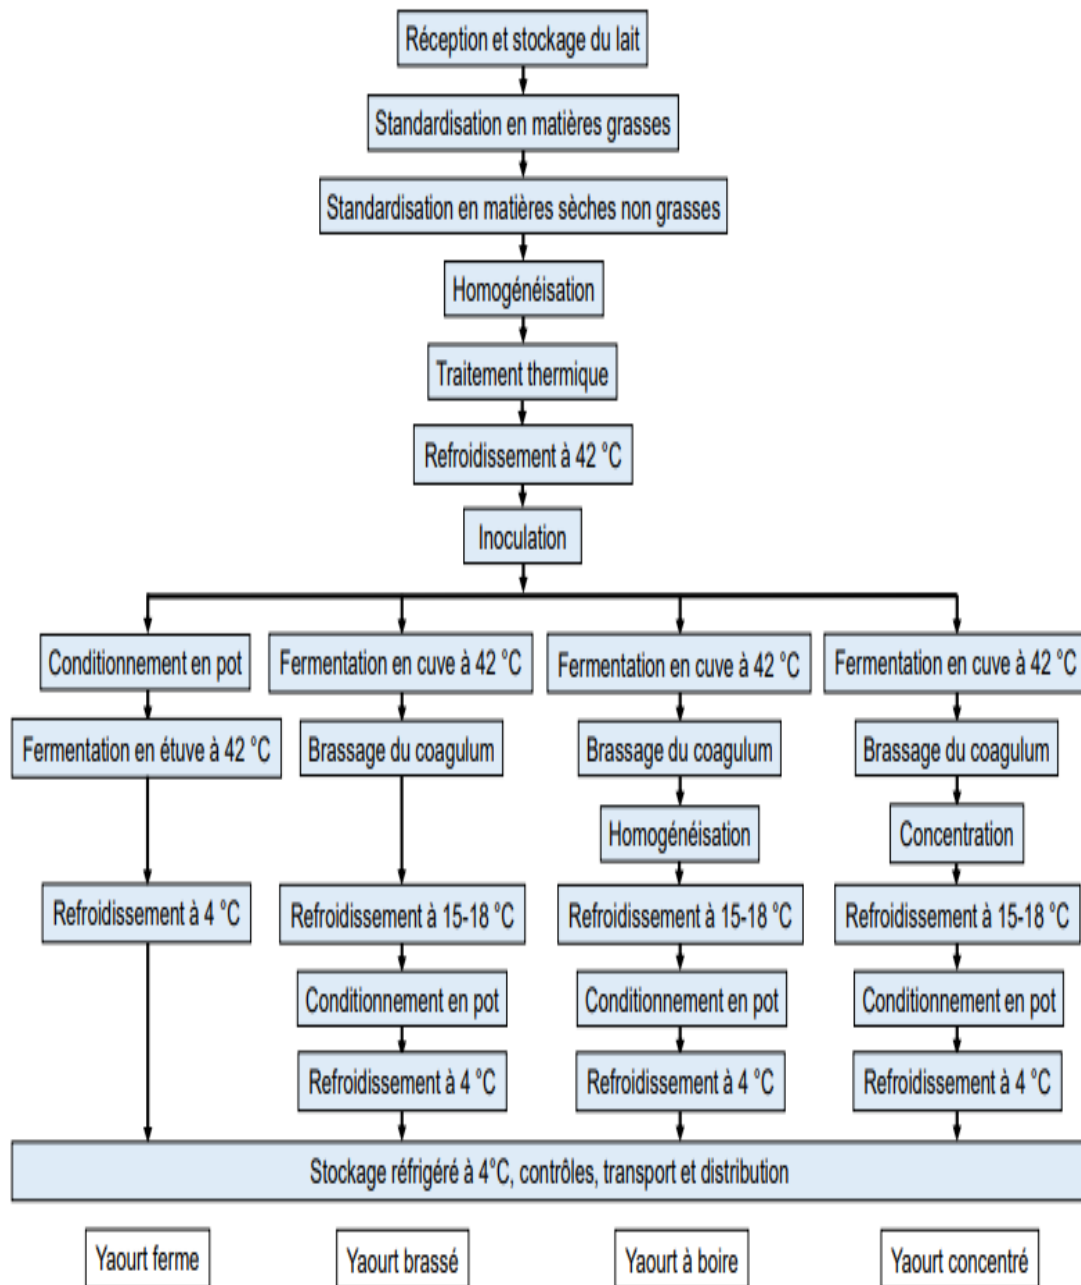 Réception et stockage du lait
Standardisation en matières grasses
Standardisation en matières sèches non grasses
Homogénéisation
Traitement thermique
Refroidissement à 42 °C
Inoculation
Conditionnement en pot
Fermentation en cuve à 42 °C
Fermentation en cuve à 42 °C
Fermentation en cuve à 42 °C
Fermentation en étuve à 42 °C
Brassage du coagulum
Brassage du coagulum
Brassage du coagulum
Homogénéisation
Concentration
Refroidissement à 4 °C
Refroidissement à 15-18 °C
Refroidissement à 15-18 °C
Refroidissement à 15-18 °C
Conditionnement en pot
Conditionnement en pot
Conditionnement en pot
Refroidissement à 4 °C
Refroidissement à 4 °C
Refroidissement à 4 °C
Stockage réfrigéré à 4°C, contrôles, transport et distribution
Yaourt ferme
Yaourt brassé
Yaourt à boire
Yaourt concentré